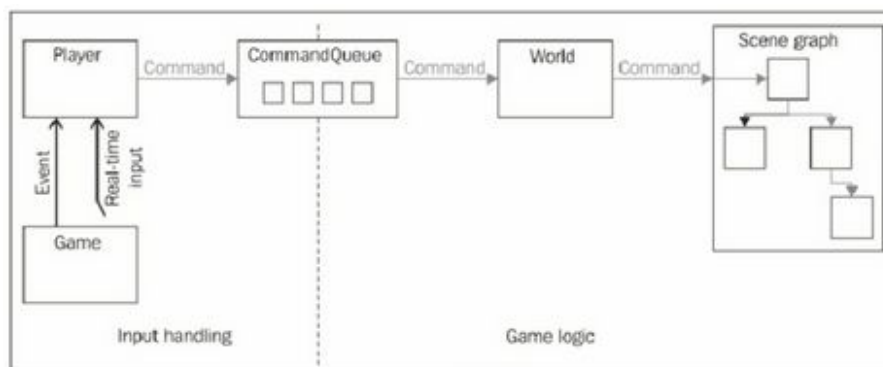 Player
Command
CommandQueue
Command
World
Command
Scene graph
Event
Real-time
input
Game
Input handling
Game logic